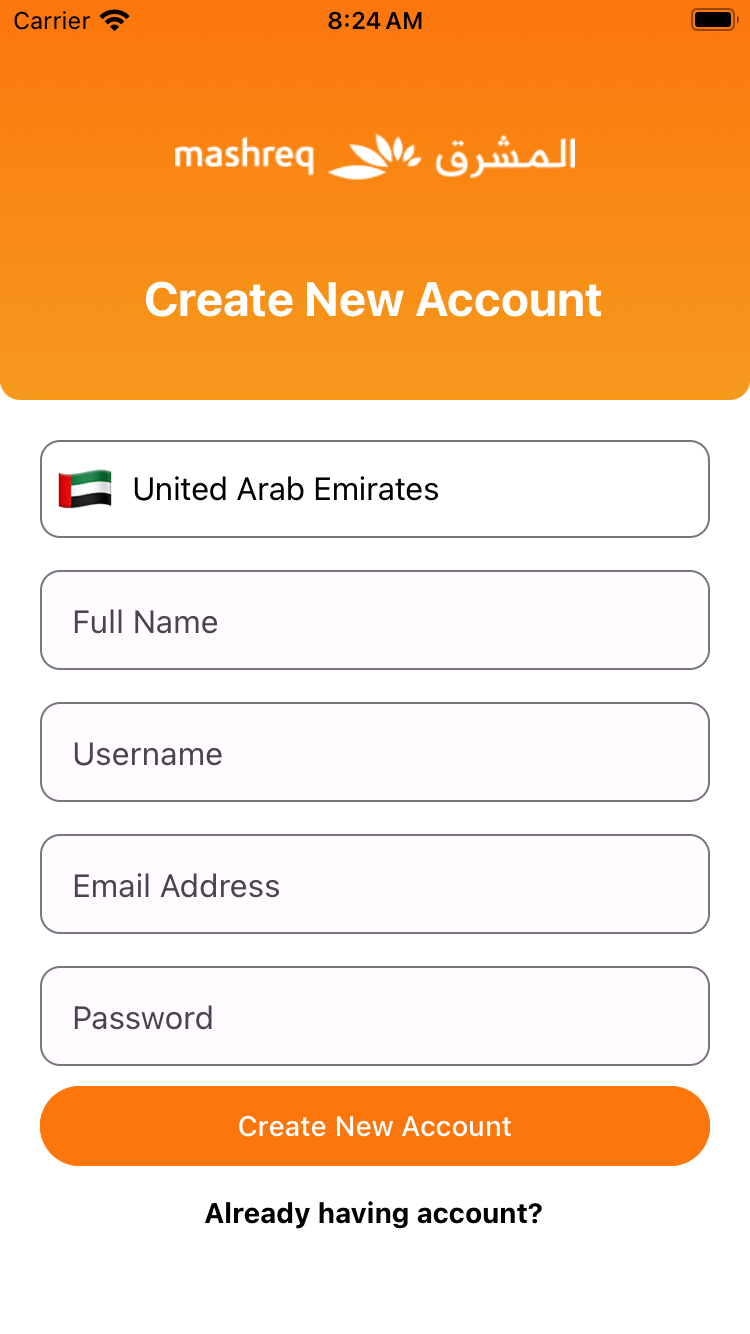 Carrier 8:24 AM
mashreq المشرق
Create New Account
United Arab Emirates
Full Name
Username
Email Address
Password
Create New Account
Already having account?